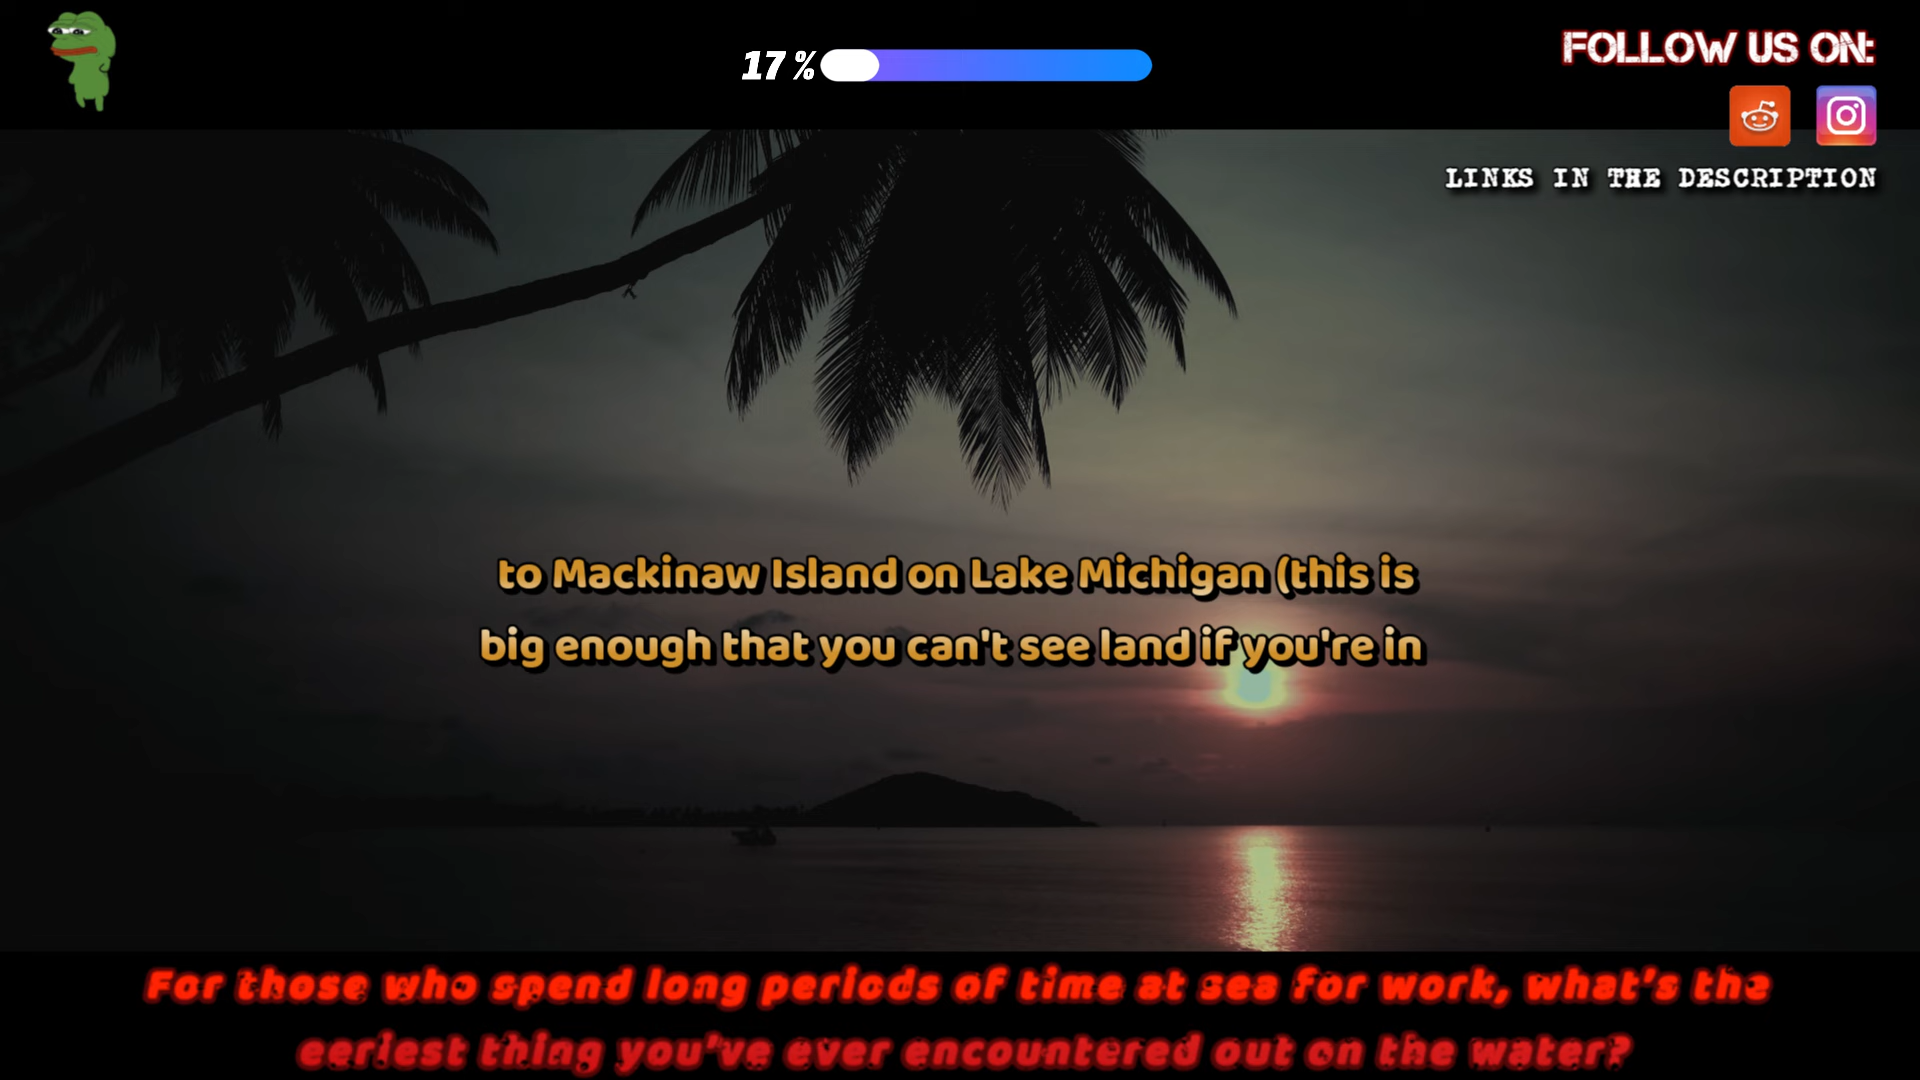 17 %
FOLLOW US ON:
LINKS IN THE DESCRIPTION
to Mackinaw Island on Lake Michigan (this is
big enough that you can't see land if you're in
For those who spend long periods of time at sea for work, what's the
eeriest thing you've ever encountered out on the water?